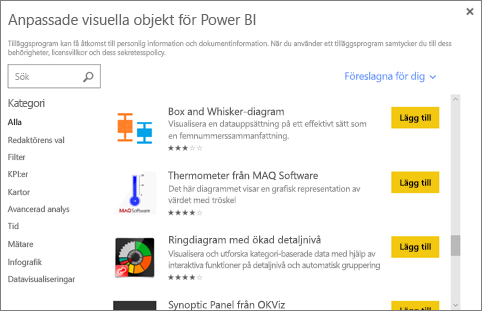 Anpassade visuella objekt för Power BI
Tilläggsprogram kan få åtkomst till personlig information och dokumentinformation. När du använder ett tilläggsprogram samtycker du till dess
behörigheter, licensvillkor och dess sekretesspolicy.
Sök
Föreslagna för dig
Kategori
Alla
Redaktörens val
Filter
KPI:er
Kartor
Avancerad analys
Tid
Mätare
Infografik
Datavisualiseringar
Box and Whisker-diagram
Visualisera en datauppsättning på ett effektivt sätt som
en femnummerssammanfattning.
Lägg till
Thermometer från MAQ Software
Det här diagrammet visar en grafisk representation av
värdet med tröskel
Lägg till
MAQ Software
Ringdiagram med ökad detaljnivå
Visualisera och utforska kategori-baserade data med hjälp av
interaktiva funktioner på detaljnivå och automatisk gruppering
Lägg till
Synoptic Panel från OKViz
Lägg till